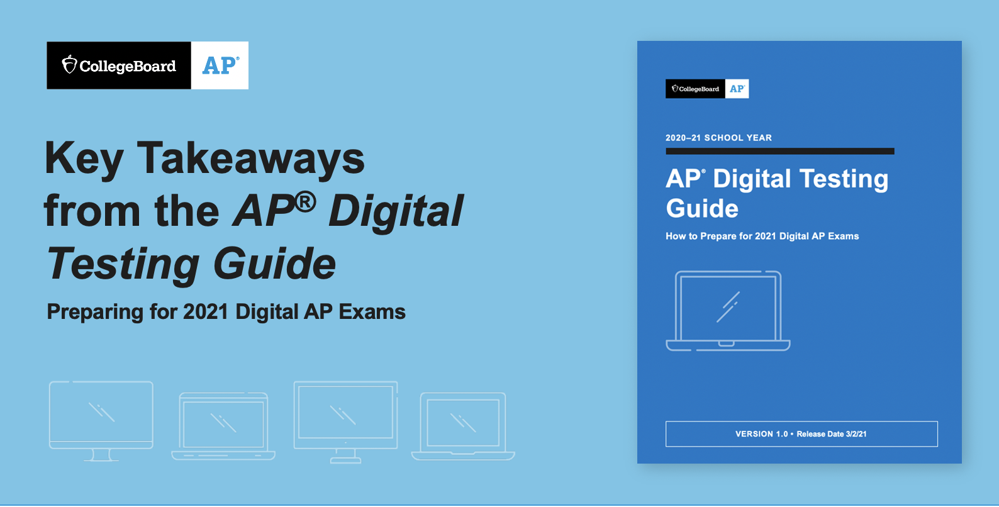 CollegeBoard AP®
Key Takeaways
from the AP® Digital
Testing Guide
Preparing for 2021 Digital AP Exams
CollegeBoard AP®
2020–21 SCHOOL YEAR
AP® Digital Testing
Guide
How to Prepare for 2021 Digital AP Exams
VERSION 1.0 • Release Date 3/2/21